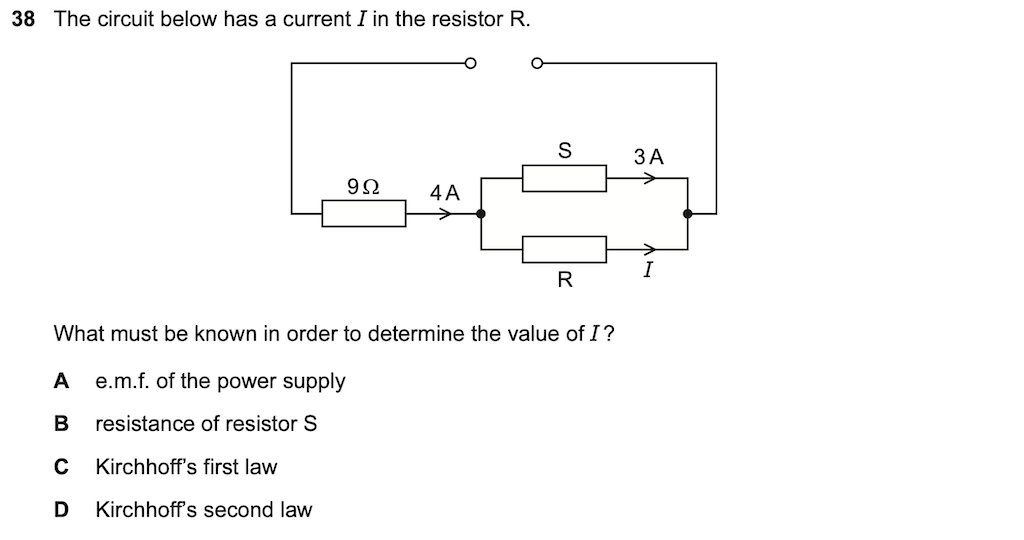 38 The circuit below has a current I in the resistor R.
S
3 A
9 Ω
4 A
R
I
What must be known in order to determine the value of I?
A e.m.f. of the power supply
B resistance of resistor S
C Kirchhoff's first law
D Kirchhoff's second law